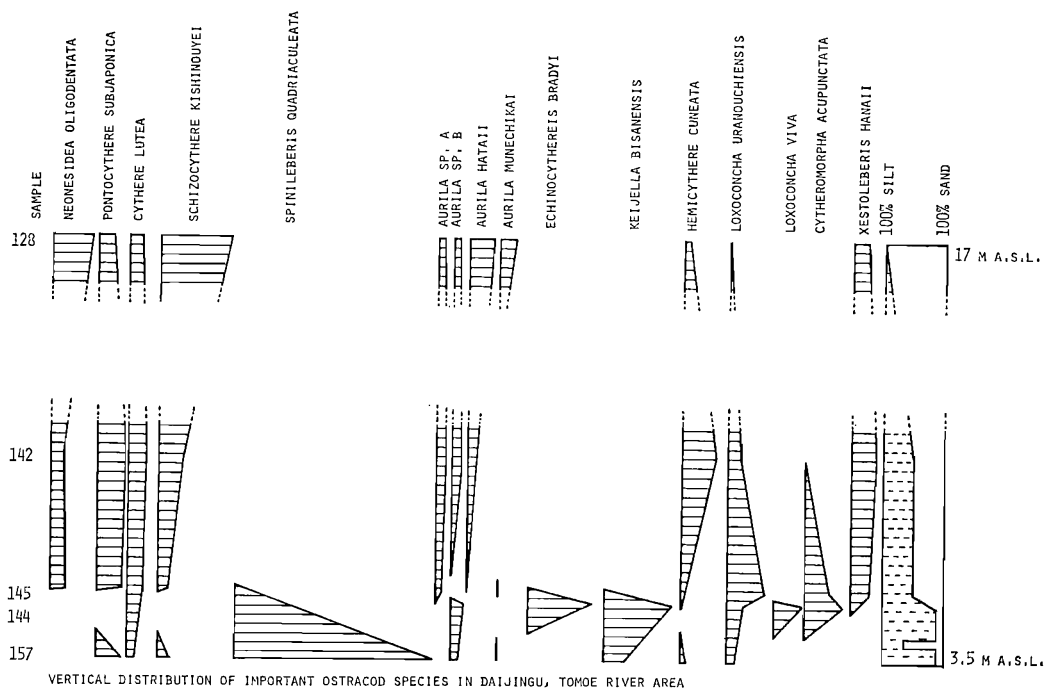 SAMPLE
NEONESIDEA OLIGODENTATA
PONTOCYTHERE SUBJAPONICA
CYTHERE LUTEA
SCHIZOCYTHERE KISHINOUYEI
SPINILEBERIS QUADRIACULEATA
AURILA SP. A
AURILA SP. B
AURILA HATAII
AURILA MUNECHIKAI
ECHINOCYTHEREIS BRADYI
KEIJELLA BISANENSIS
HEMICYTHERE CUNEATA
LOXOCONCHA URANOUCHIENSIS
LOXOCONCHA VIVA
CYTHEROMORPHA ACUPUNCTATA
XESTOLEBERIS HANAII
100% SILT
100% SAND
128
17 M A.S.L.
142
145
144
157
3.5 M A.S.L.
VERTICAL DISTRIBUTION OF IMPORTANT OSTRACOD SPECIES IN DAIJINGU, TOMOE RIVER AREA